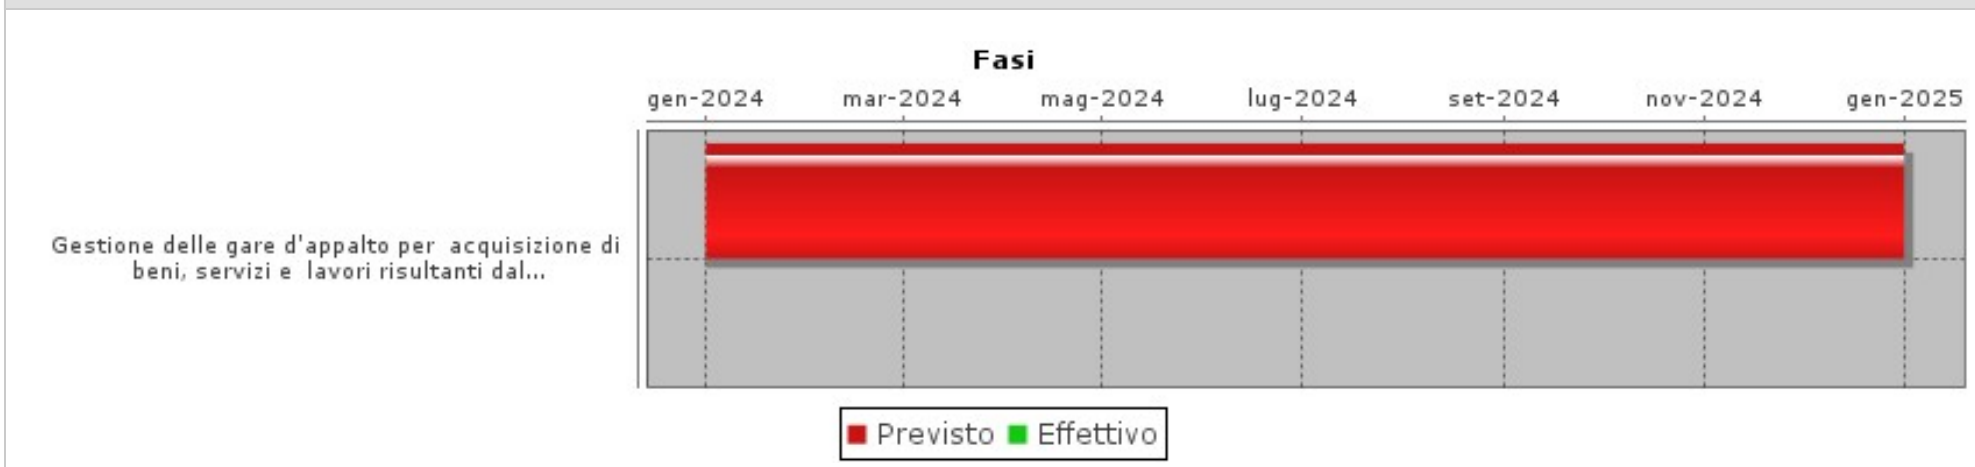 Fasi
gen-2024 mar-2024 mag-2024 lug-2024 set-2024 nov-2024 gen-2025
Gestione delle gare d'appalto per  acquisizione di
beni, servizi e  lavori risultanti dal...
Previsto Effettivo